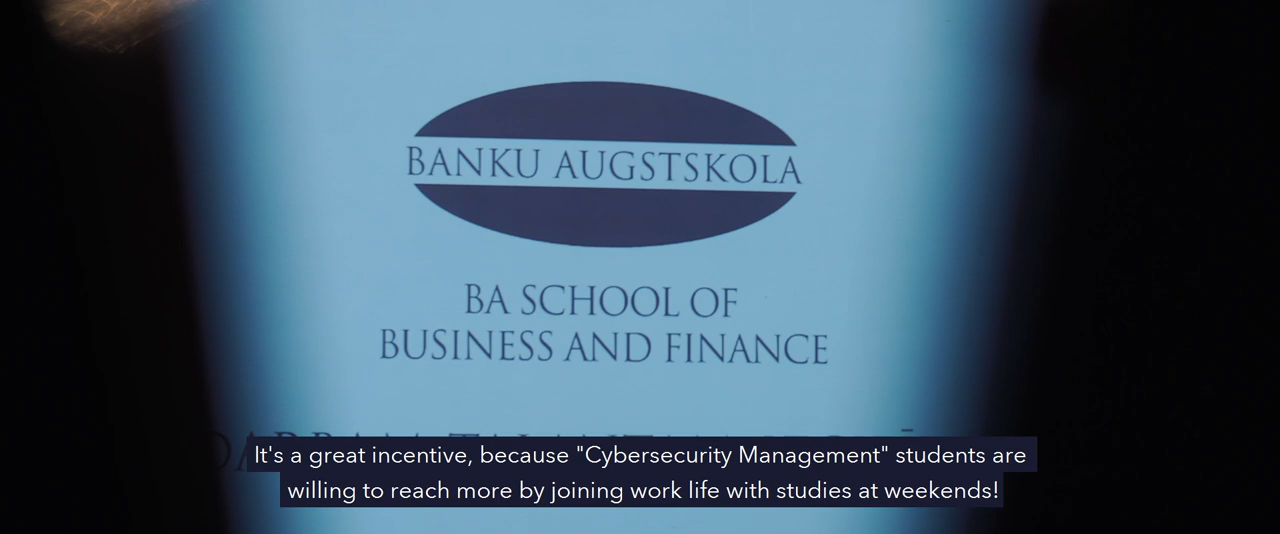 BANKU AUGSTSKOLA
BA SCHOOL OF
BUSINESS AND FINANCE
It's a great incentive, because "Cybersecurity Management" students are
willing to reach more by joining work life with studies at weekends!